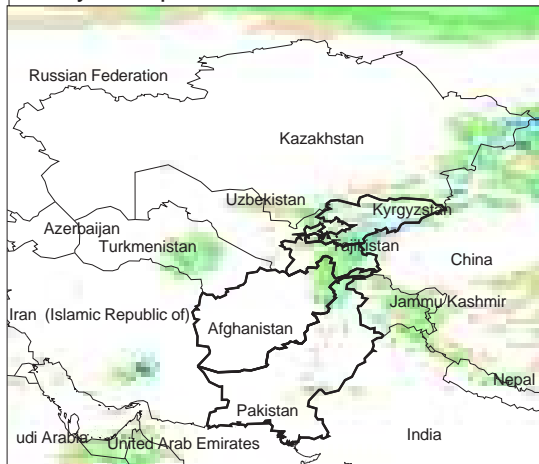 Russian Federation
Kazakhstan
Uzbekistan
Kyrgyzstan
Azerbaijan
Turkmenistan
Tajikistan
China
Jammu Kashmir
Iran (Islamic Republic of)
Afghanistan
Nepal
Pakistan
udi Arabia
United Arab Emirates
India